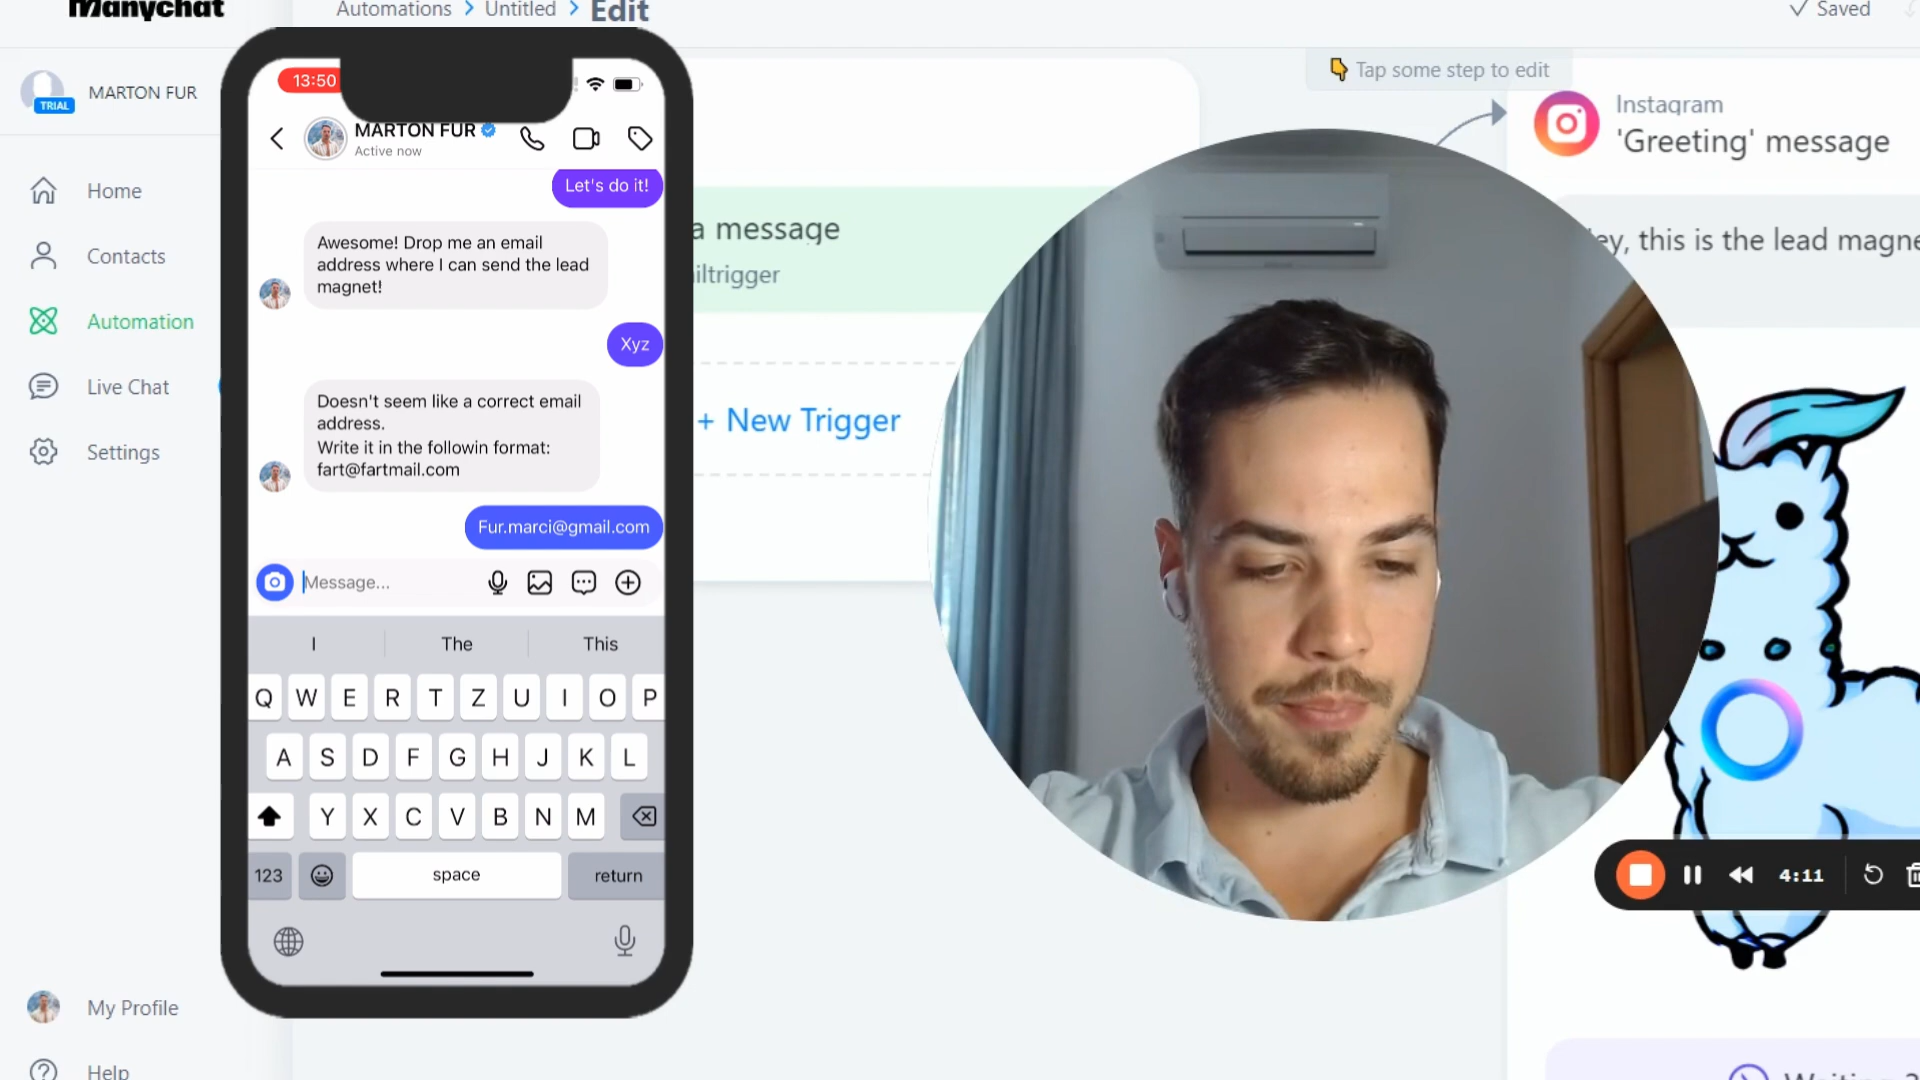 Manychat
Automations > Untitled > Edit
Saved
MARTON FUR
TRIAL
Home
Contacts
Automation
Live Chat
Settings
My Profile
Help
13:50
MARTON FUR
Active now
Let's do it!
Awesome! Drop me an email
address where I can send the lead
magnet!
Xyz
Doesn't seem like a correct email
address.
Write it in the followin format:
fart@fartmail.com
Fur.marci@gmail.com
Message...
I The This
Q W E R T Z U I O P
A S D F G H J K L
Y X C V B N M
123 space return
a message
iltrigger
+ New Trigger
Tap some step to edit
Instagram
'Greeting' message
ey, this is the lead magne
4:11